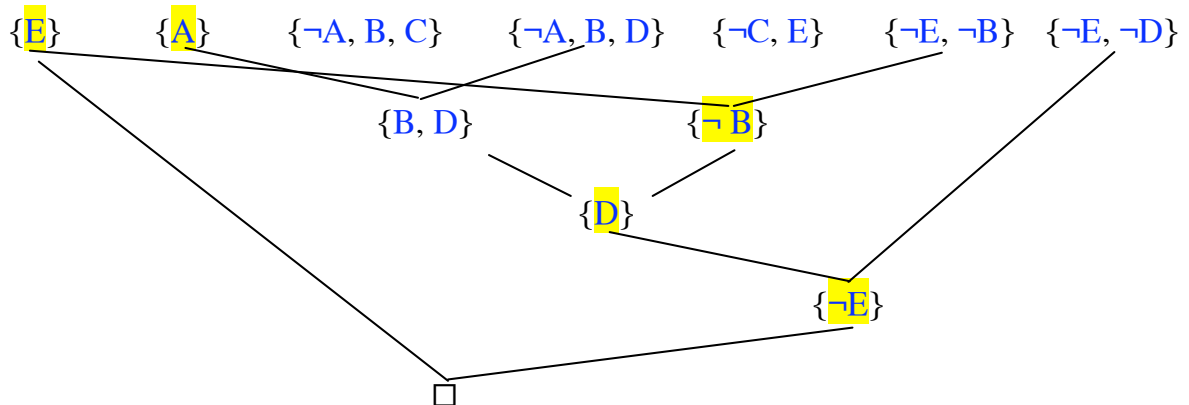 {E} {A} {¬A, B, C} {¬A, B, D} {¬C, E} {¬E, ¬B} {¬E, ¬D}
{B, D} {¬ B}
{D}
{¬E}
□